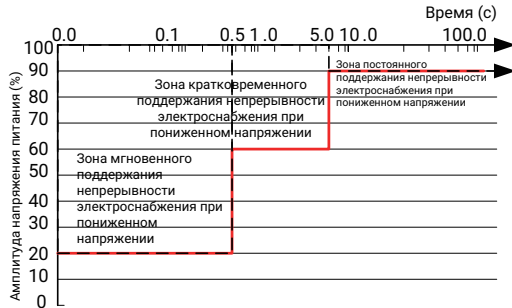 Время (с)
0.0 0.1 0.5 1.0 5.0 10.0 100.0
100
90
80
70
60
50
40
30
20
10
0
Амплитуда напряжения питания (%)
Зона мгновенного
поддержания
непрерывности
электроснабжения при
пониженном
напряжении
Зона кратковременного
поддержания непрерывности
электроснабжения при
пониженном напряжении
Зона постоянного
поддержания непрерывности
электроснабжения при
пониженном напряжении